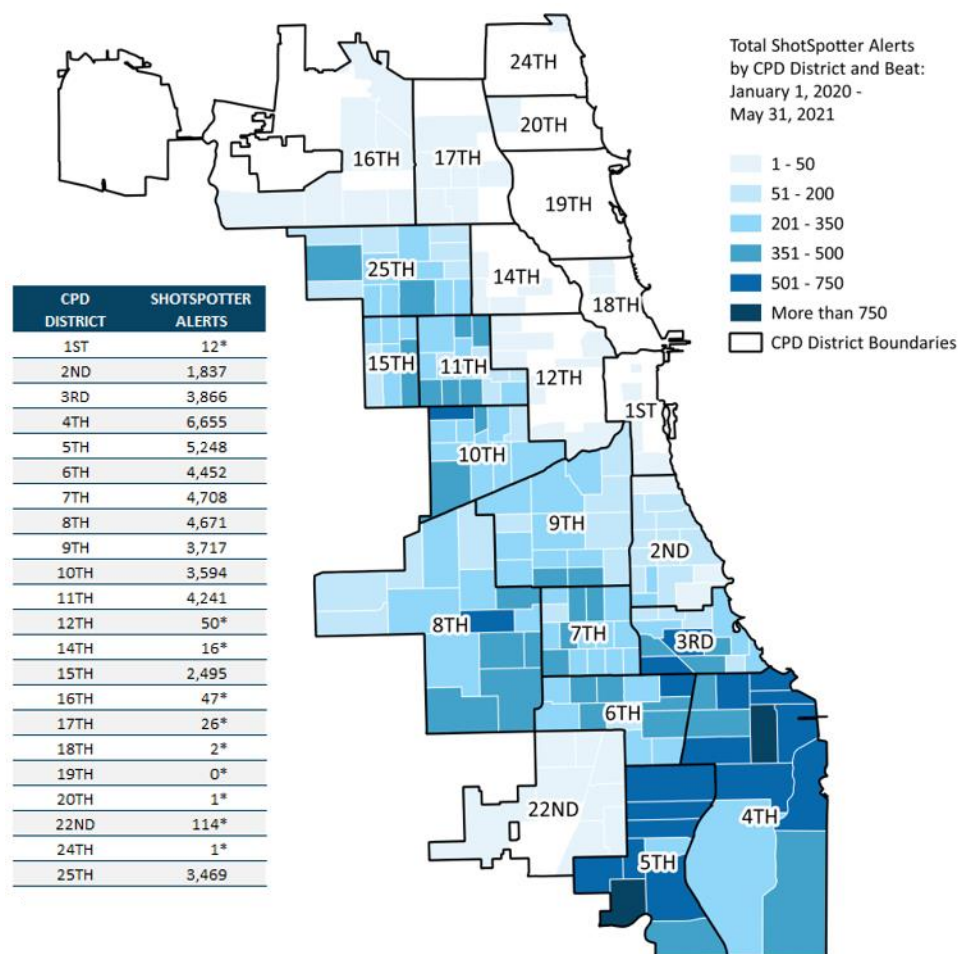 Total ShotSpotter Alerts
by CPD District and Beat:
January 1, 2020 -
May 31, 2021
1 - 50
51 - 200
201 - 350
351 - 500
501 - 750
More than 750
CPD District Boundaries
24TH
20TH
16TH
17TH
19TH
25TH
14TH
18TH
15TH
11TH
12TH
1ST
10TH
9TH
2ND
8TH
7TH
3RD
6TH
22ND
4TH
5TH
CPD DISTRICT SHOTSPOTTER ALERTS
1ST 12*
2ND 1,837
3RD 3,866
4TH 6,655
5TH 5,248
6TH 4,452
7TH 4,708
8TH 4,671
9TH 3,717
10TH 3,594
11TH 4,241
12TH 50*
14TH 16*
15TH 2,495
16TH 47*
17TH 26*
18TH 2*
19TH 0*
20TH 1*
22ND 114*
24TH 1*
25TH 3,469